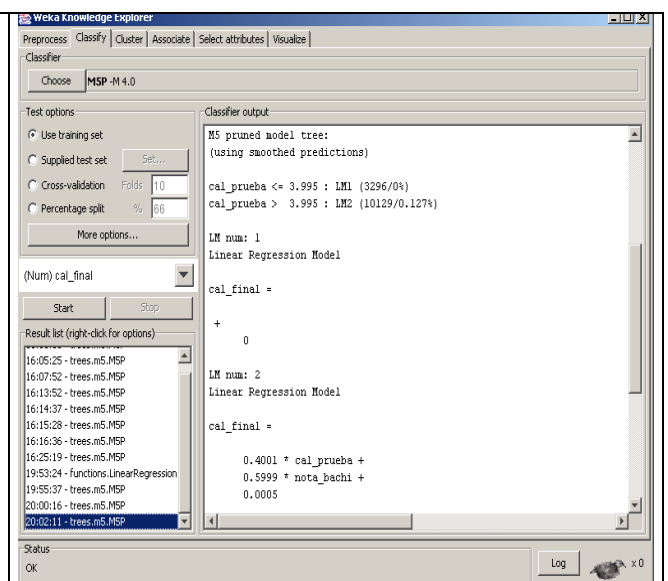 Weka Knowledge Explorer
Preprocess Classify Cluster Associate Select attributes Visualize
Classifier
Choose M5P -M 4.0
Test options
Use training set
Supplied test set Set...
Cross-validation Folds 10
Percentage split % 66
More options...
(Num) cal_final
Start Stop
Result list (right-click for options)
16:05:25 - trees.m5.M5P
16:07:52 - trees.m5.M5P
16:13:52 - trees.m5.M5P
16:14:37 - trees.m5.M5P
16:15:28 - trees.m5.M5P
16:16:36 - trees.m5.M5P
16:25:19 - trees.m5.M5P
19:53:24 - functions.LinearRegression
19:55:37 - trees.m5.M5P
20:00:16 - trees.m5.M5P
20:02:11 - trees.m5.M5P
Classifier output
M5 pruned model tree:
(using smoothed predictions)
cal_prueba <= 3.995 : LM1 (3296/0%)
cal_prueba > 3.995 : LM2 (10129/0.127%)
LM num: 1
Linear Regression Model
cal_final =
+
0
LM num: 2
Linear Regression Model
cal_final =
0.4001 * cal_prueba +
0.5999 * nota_bachi +
0.0005
Status
OK
Log
x 0